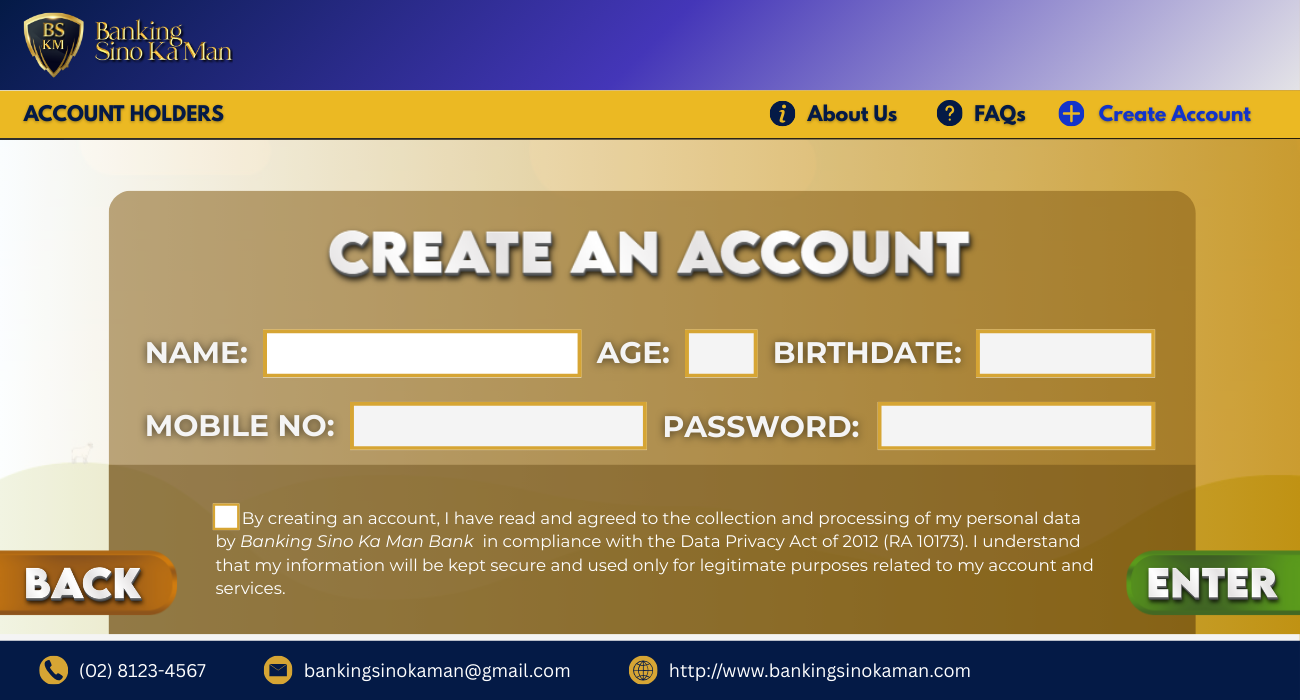 BS
KM
Banking
Sino Ka Man
ACCOUNT HOLDERS
About Us
FAQs
Create Account
CREATE AN ACCOUNT
NAME: AGE: BIRTHDATE:
MOBILE NO: PASSWORD:
By creating an account, I have read and agreed to the collection and processing of my personal data
by Banking Sino Ka Man Bank in compliance with the Data Privacy Act of 2012 (RA 10173). I understand
that my information will be kept secure and used only for legitimate purposes related to my account and
services.
BACK
ENTER
(02) 8123-4567
bankingsinokaman@gmail.com
http://www.bankingsinokaman.com